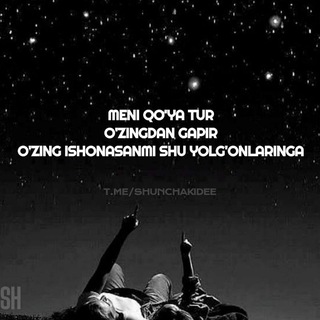 MENI QO'YA TUR
O'ZINGDAN GAPIR
O'ZING ISHONASANMI SHU YOLG'ONLARINGA
T.ME/SHUNCHAKIDEE
SH